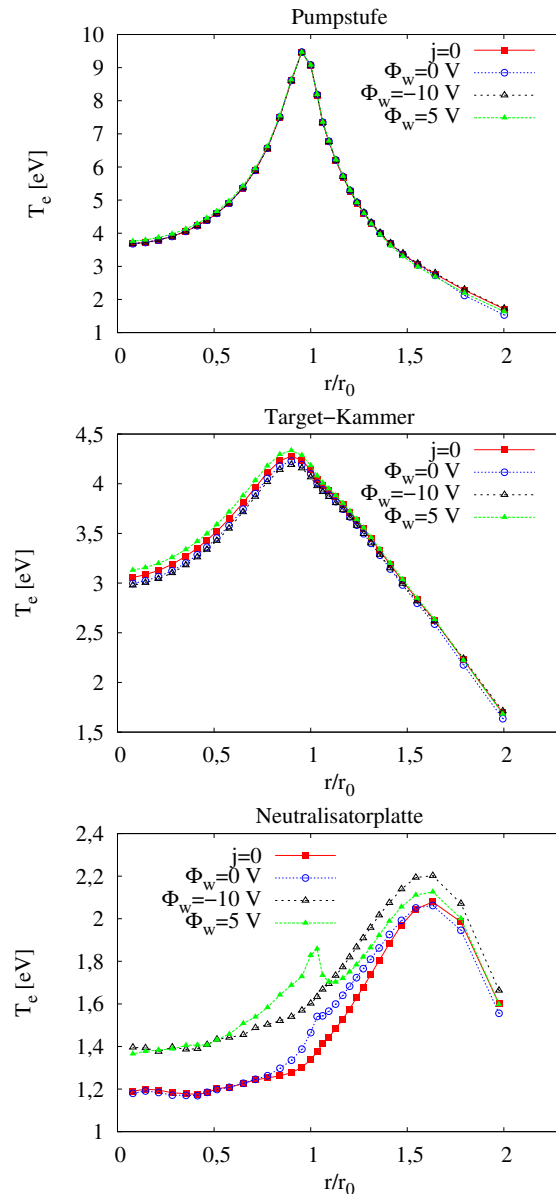 Pumpstufe
T_e [eV]
10
9
8
7
6
5
4
3
2
1
j=0
Φ_w=0 V
Φ_w=−10 V
Φ_w=5 V
0 0,5 1 1,5 2
r/r_0
Target−Kammer
T_e [eV]
4,5
4
3,5
3
2,5
2
1,5
j=0
Φ_w=0 V
Φ_w=−10 V
Φ_w=5 V
0 0,5 1 1,5 2
r/r_0
Neutralisatorplatte
T_e [eV]
2,4
2,2
2
1,8
1,6
1,4
1,2
1
j=0
Φ_w=0 V
Φ_w=−10 V
Φ_w=5 V
0 0,5 1 1,5 2
r/r_0